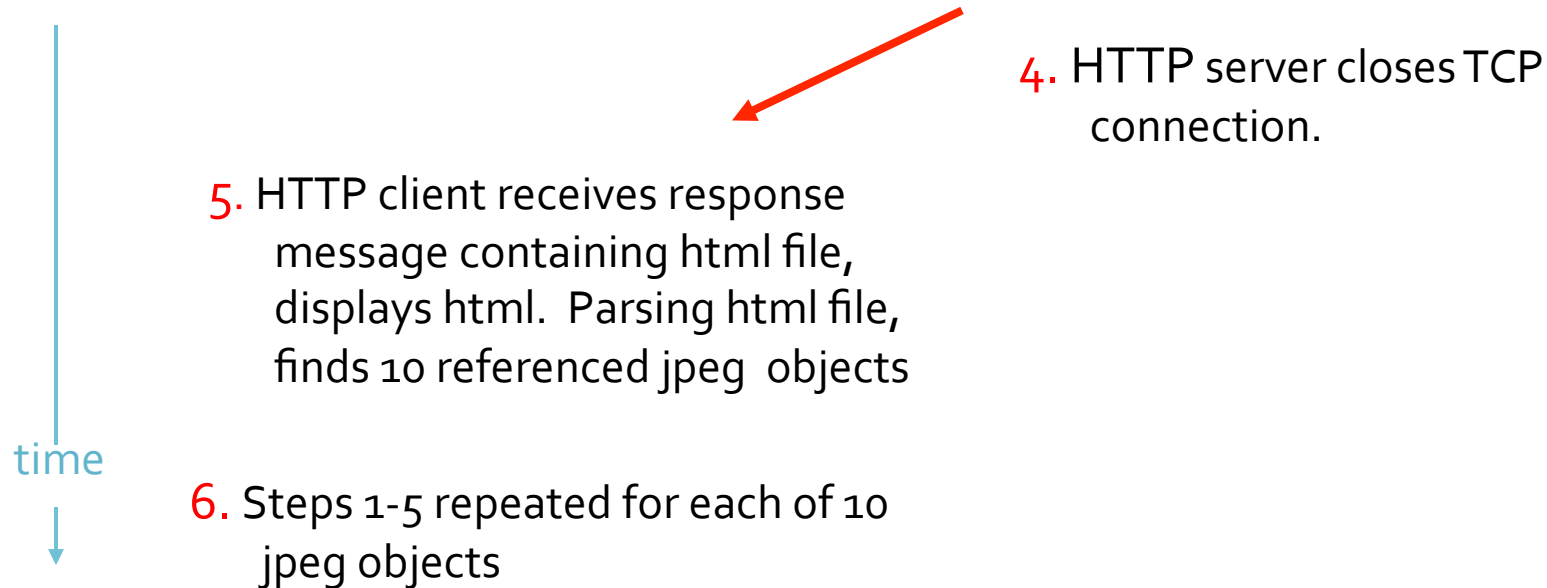 4. HTTP server closes TCP
connection.
5. HTTP client receives response
message containing html file,
displays html.  Parsing html file,
finds 10 referenced jpeg  objects
time
6. Steps 1-5 repeated for each of 10
jpeg objects